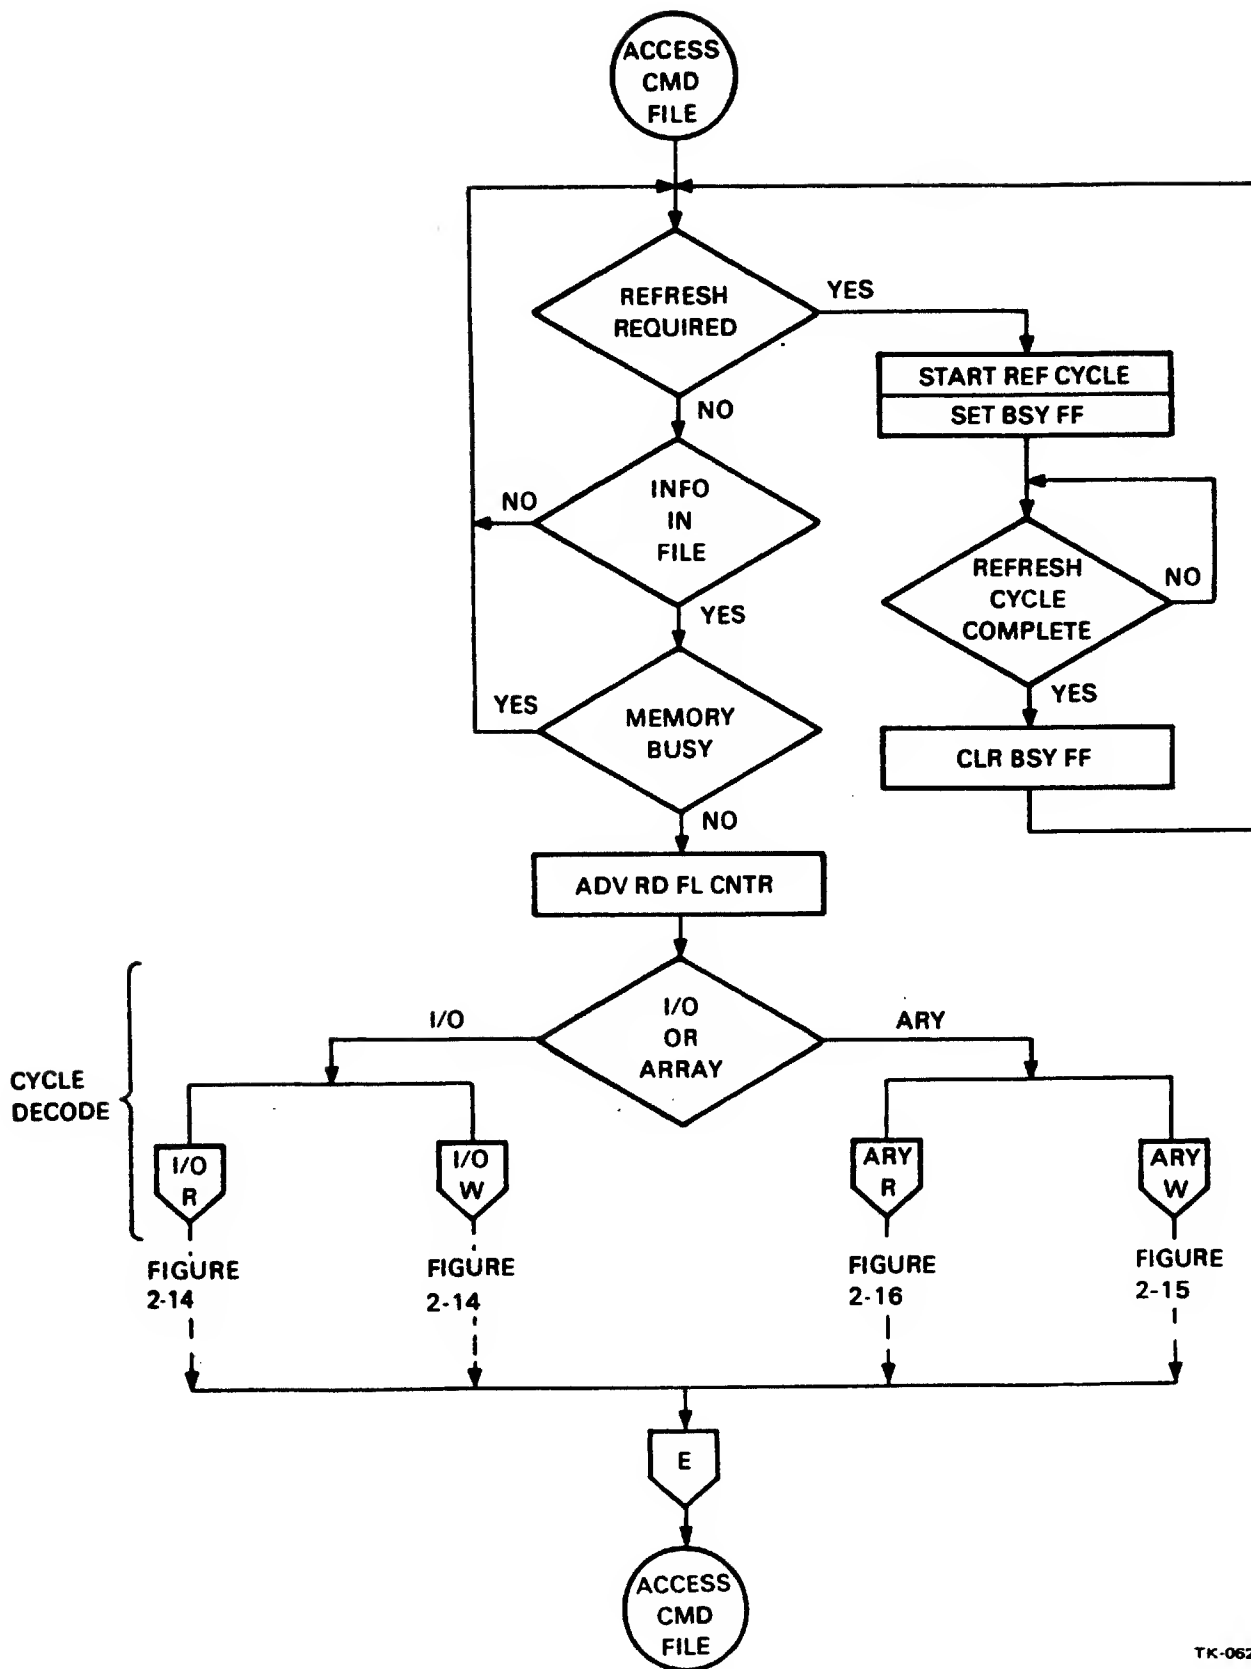 ACCESS
CMD
FILE
REFRESH
REQUIRED
YES
START REF CYCLE
SET BSY FF
NO
INFO
IN
FILE
NO
YES
REFRESH
CYCLE
COMPLETE
NO
YES
MEMORY
BUSY
YES
CLR BSY FF
NO
ADV RD FL CNTR
I/O
OR
ARRAY
I/O
ARY
CYCLE
DECODE
I/O
R
I/O
W
ARY
R
ARY
W
FIGURE
2-14
FIGURE
2-14
FIGURE
2-16
FIGURE
2-15
E
ACCESS
CMD
FILE
TK-062